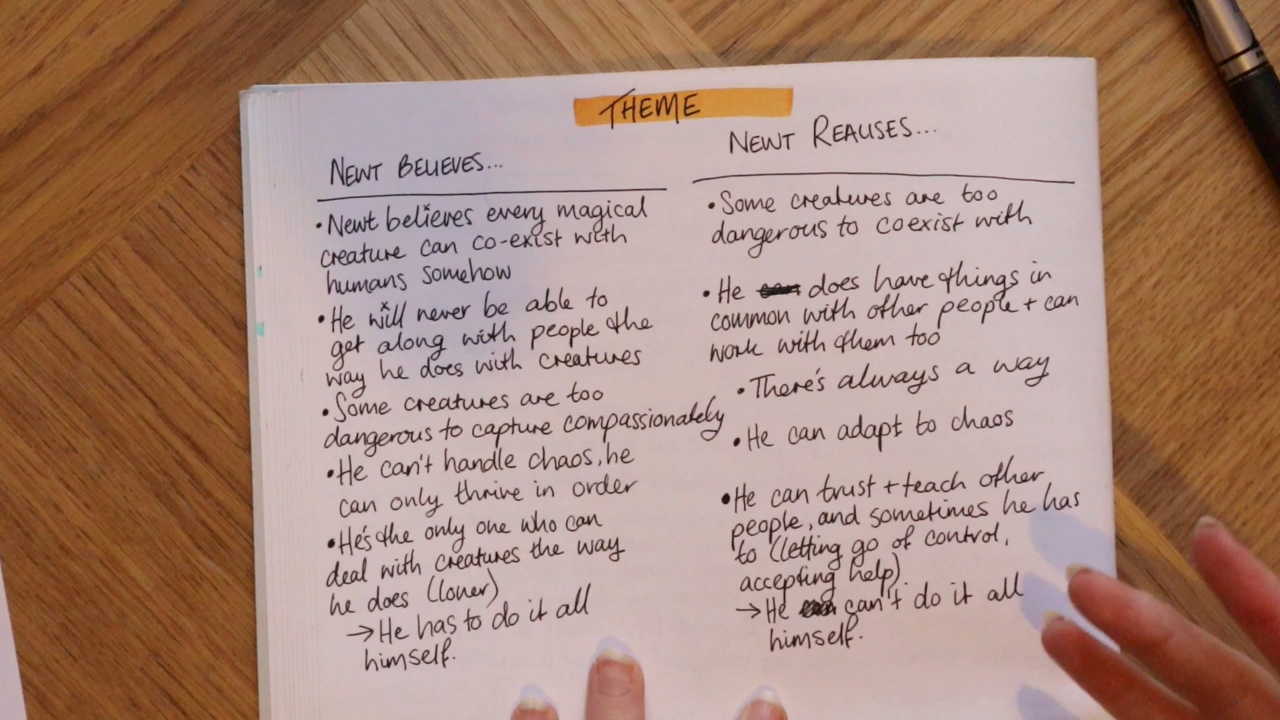 THEME
NEWT BELIEVES...
• Newt believes every magical
creature can co-exist with
humans somehow
• He will never be able to
get along with people the
way he does with creatures
• Some creatures are too
dangerous to capture compassionately
• He can't handle chaos, he
can only thrive in order
• He's the only one who can
deal with creatures the way
he does (loner)
→ He has to do it all
himself.
NEWT REALISES...
• Some creatures are too
dangerous to coexist with
• He does have things in
common with other people + can
work with them too
• There's always a way
• He can adapt to chaos
• He can trust + teach other
people, and sometimes he has
to (letting go of control,
accepting help).
→ He can't do it all
himself.